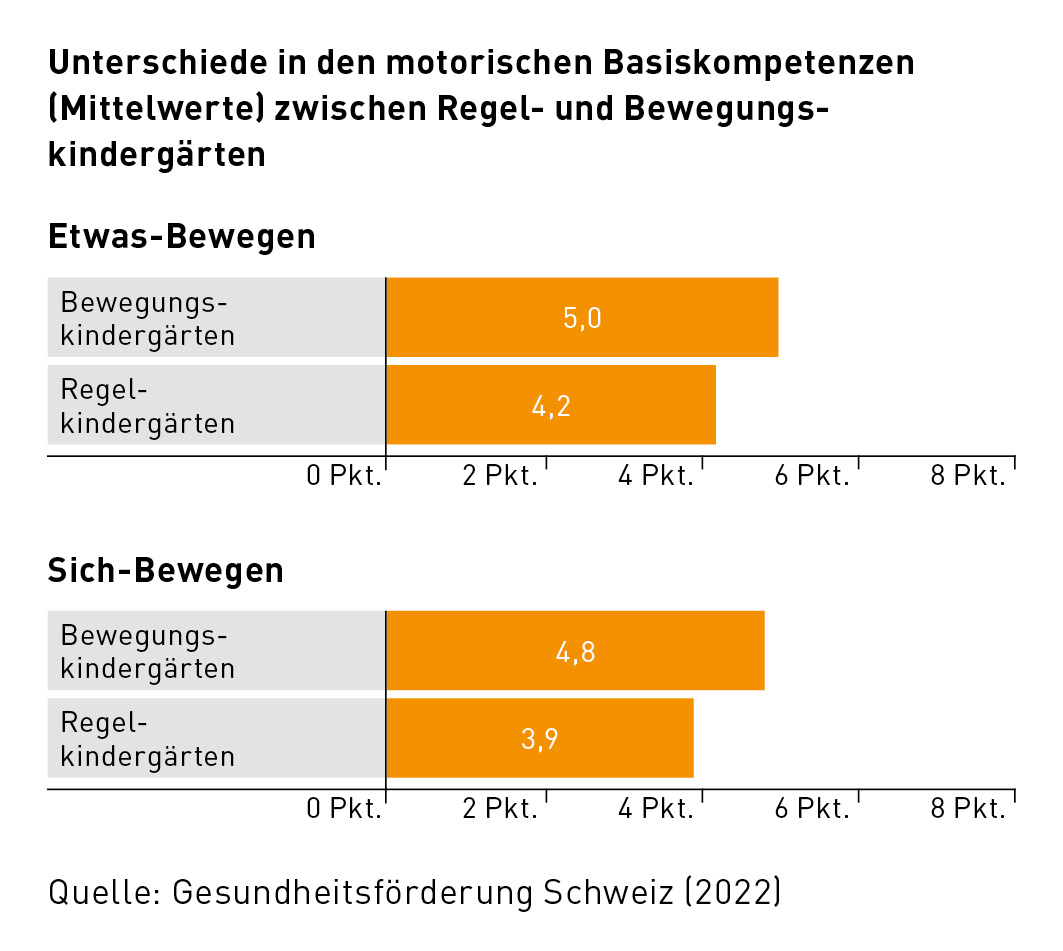 Unterschiede in den motorischen Basiskompetenzen
(Mittelwerte) zwischen Regel- und Bewegungs-
kindergärten
Etwas-Bewegen
Bewegungs-
kindergärten
5,0
Regel-
kindergärten
4,2
0 Pkt. 2 Pkt. 4 Pkt. 6 Pkt. 8 Pkt.
Sich-Bewegen
Bewegungs-
kindergärten
4,8
Regel-
kindergärten
3,9
0 Pkt. 2 Pkt. 4 Pkt. 6 Pkt. 8 Pkt.
Quelle: Gesundheitsförderung Schweiz (2022)